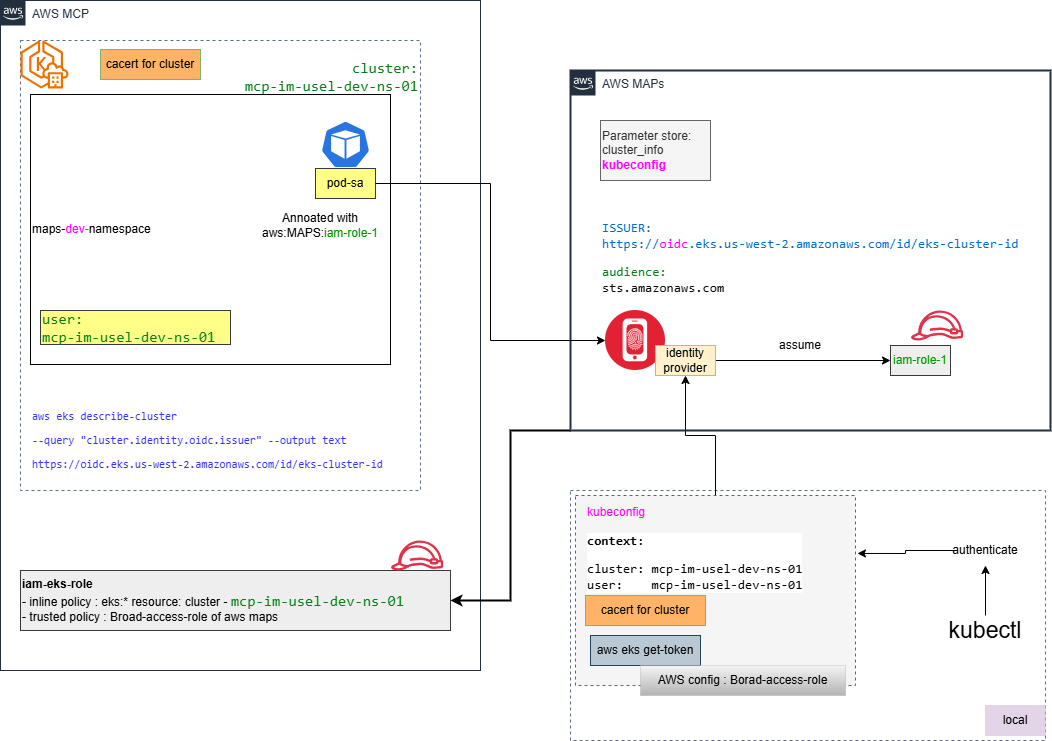 aws
AWS MCP
cacert for cluster
cluster:
mcp-im-usel-dev-ns-01
pod-sa
Annoated with
aws:MAPS:iam-role-1
maps-dev-namespace
user:
mcp-im-usel-dev-ns-01
aws eks describe-cluster
--query "cluster.identity.oidc.issuer" --output text
https://oidc.eks.us-west-2.amazonaws.com/id/eks-cluster-id
iam-eks-role
- inline policy : eks:* resource: cluster - mcp-im-usel-dev-ns-01
- trusted policy : Broad-access-role of aws maps
aws
AWS MAPs
Parameter store:
cluster_info
kubeconfig
ISSUER:
https://oidc.eks.us-west-2.amazonaws.com/id/eks-cluster-id
audience:
sts.amazonaws.com
identity
provider
assume
iam-role-1
kubeconfig
context:
cluster: mcp-im-usel-dev-ns-01
user: mcp-im-usel-dev-ns-01
cacert for cluster
aws eks get-token
AWS config : Borad-access-role
authenticate
kubectl
local